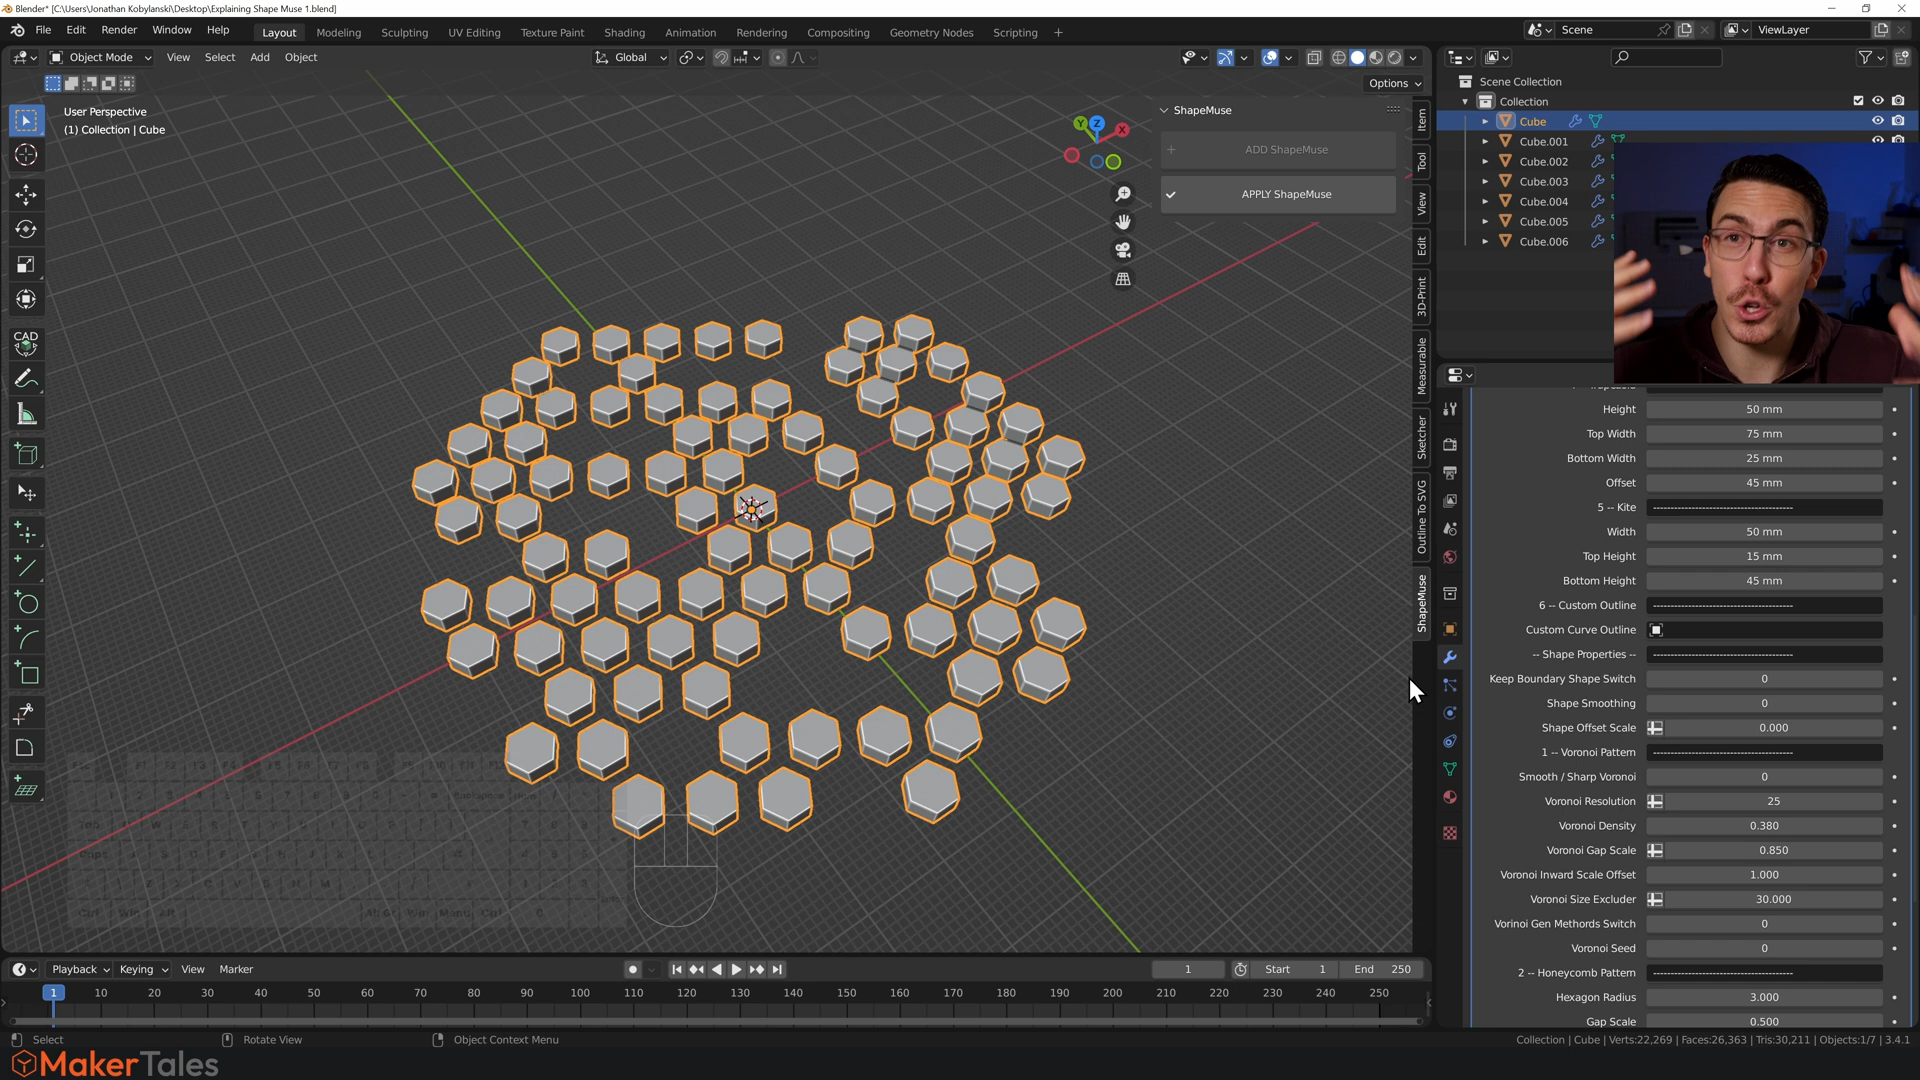 Blender* [C:\Users\Jonathan Kobylanski\Desktop\Explaining Shape Muse 1.blend]
File Edit Render Window Help
Layout Modeling Sculpting UV Editing Texture Paint Shading Animation Rendering Compositing Geometry Nodes Scripting +
Scene
ViewLayer
Object Mode View Select Add Object
Global
Options
User Perspective
(1) Collection | Cube
Y Z X
ShapeMuse
ADD ShapeMuse
APPLY ShapeMuse
Item
Tool
View
Edit
3D-Print
Measurable
Sketcher
Outline To SVG
ShapeMuse
CAD
Scene Collection
Collection
Cube
Cube.001
Cube.002
Cube.003
Cube.004
Cube.005
Cube.006
Height 50 mm
Top Width 75 mm
Bottom Width 25 mm
Offset 45 mm
5 -- Kite ----------------------------------------
Width 50 mm
Top Height 15 mm
Bottom Height 45 mm
6 -- Custom Outline ----------------------------------------
Custom Curve Outline
-- Shape Properties -- ----------------------------------------
Keep Boundary Shape Switch 0
Shape Smoothing 0
Shape Offset Scale 0.000
1 -- Voronoi Pattern ----------------------------------------
Smooth / Sharp Voronoi 0
Voronoi Resolution 25
Voronoi Density 0.380
Voronoi Gap Scale 0.850
Voronoi Inward Scale Offset 1.000
Voronoi Size Excluder 30.000
Vorinoi Gen Methords Switch 0
Voronoi Seed 0
2 -- Honeycomb Pattern ----------------------------------------
Hexagon Radius 3.000
Gap Scale 0.500
Playback Keying View Marker
1 Start 1 End 250
1 10 20 30 40 50 60 70 80 90 100 110 120 130 140 150 160 170 180 190 200 210 220 230 240 250
Select Rotate View Object Context Menu
Collection | Cube | Verts:22,269 | Faces:26,363 | Tris:30,211 | Objects:1/7 | 3.4.1
MakerTales